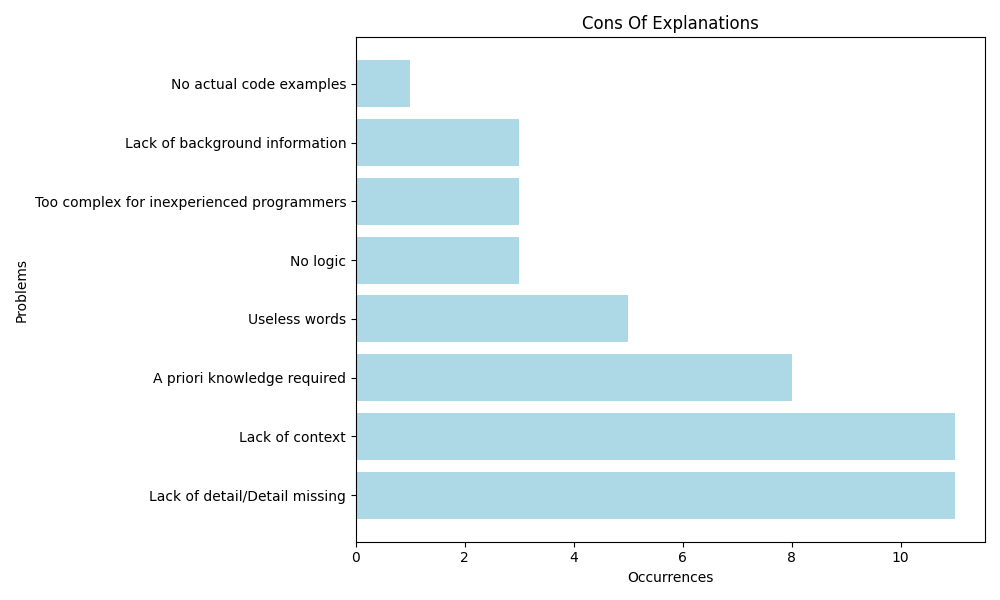 Cons Of Explanations
No actual code examples
Lack of background information
Too complex for inexperienced programmers
No logic
Useless words
A priori knowledge required
Lack of context
Lack of detail/Detail missing
Problems
0 2 4 6 8 10
Occurrences